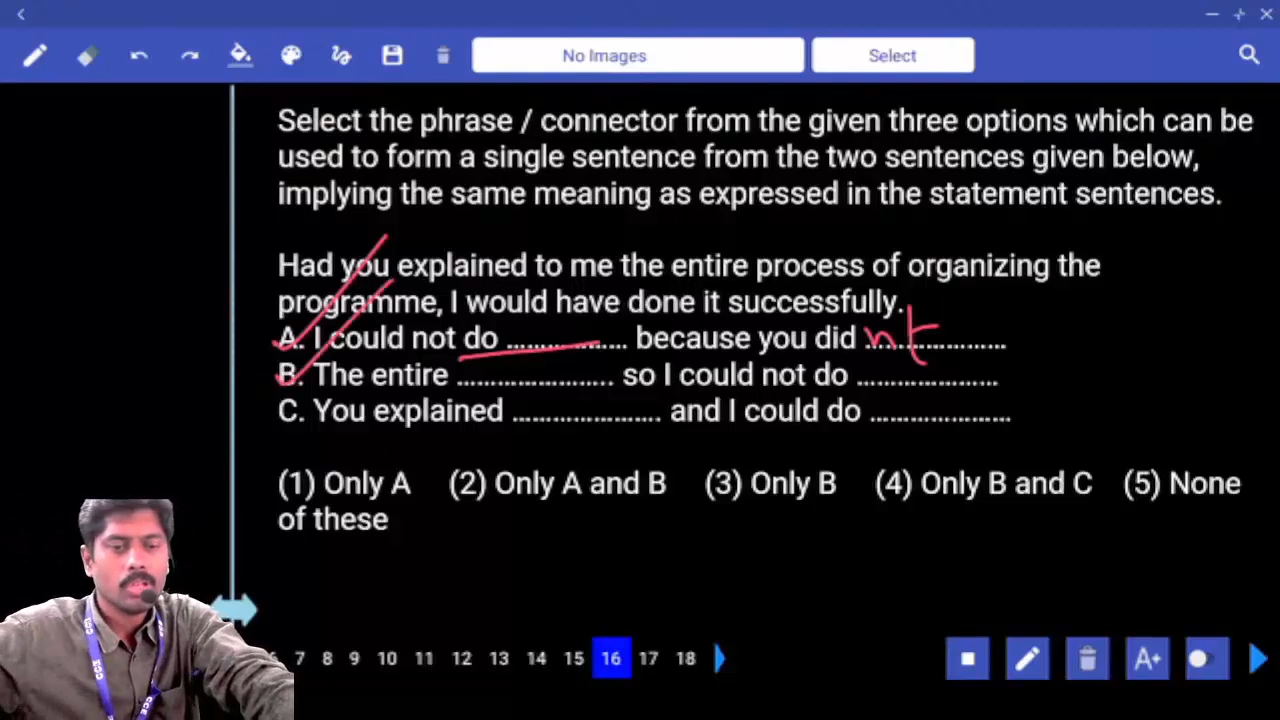 No Images
Select
Select the phrase / connector from the given three options which can be
used to form a single sentence from the two sentences given below,
implying the same meaning as expressed in the statement sentences.
Had you explained to me the entire process of organizing the
programme, I would have done it successfully.
A. I could not do ..................... because you did nt .....................
B. The entire ....................... so I could not do .....................
C. You explained ...................... and I could do .....................
(1) Only A (2) Only A and B (3) Only B (4) Only B and C (5) None
of these
7 8 9 10 11 12 13 14 15 16 17 18
A+